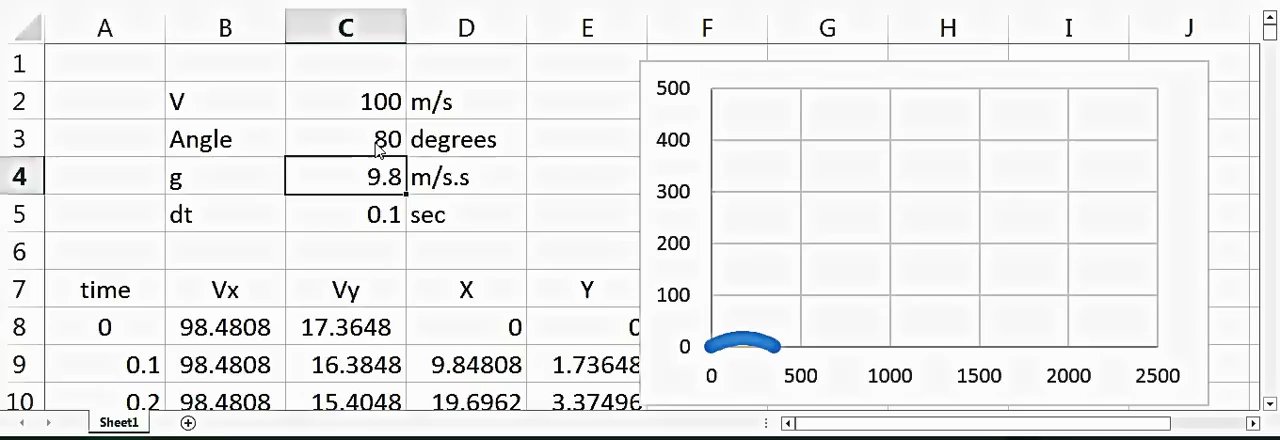 A B C D E F G H I J
1
2 V 100 m/s
3 Angle 80 degrees
4 g 9.8 m/s.s
5 dt 0.1 sec
6
7 time Vx Vy X Y
8 0 98.4808 17.3648 0 0
9 0.1 98.4808 16.3848 9.84808 1.73648
10 0.2 98.4808 15.4048 19.6962 3.37496
500
400
300
200
100
0
0 500 1000 1500 2000 2500
Sheet1